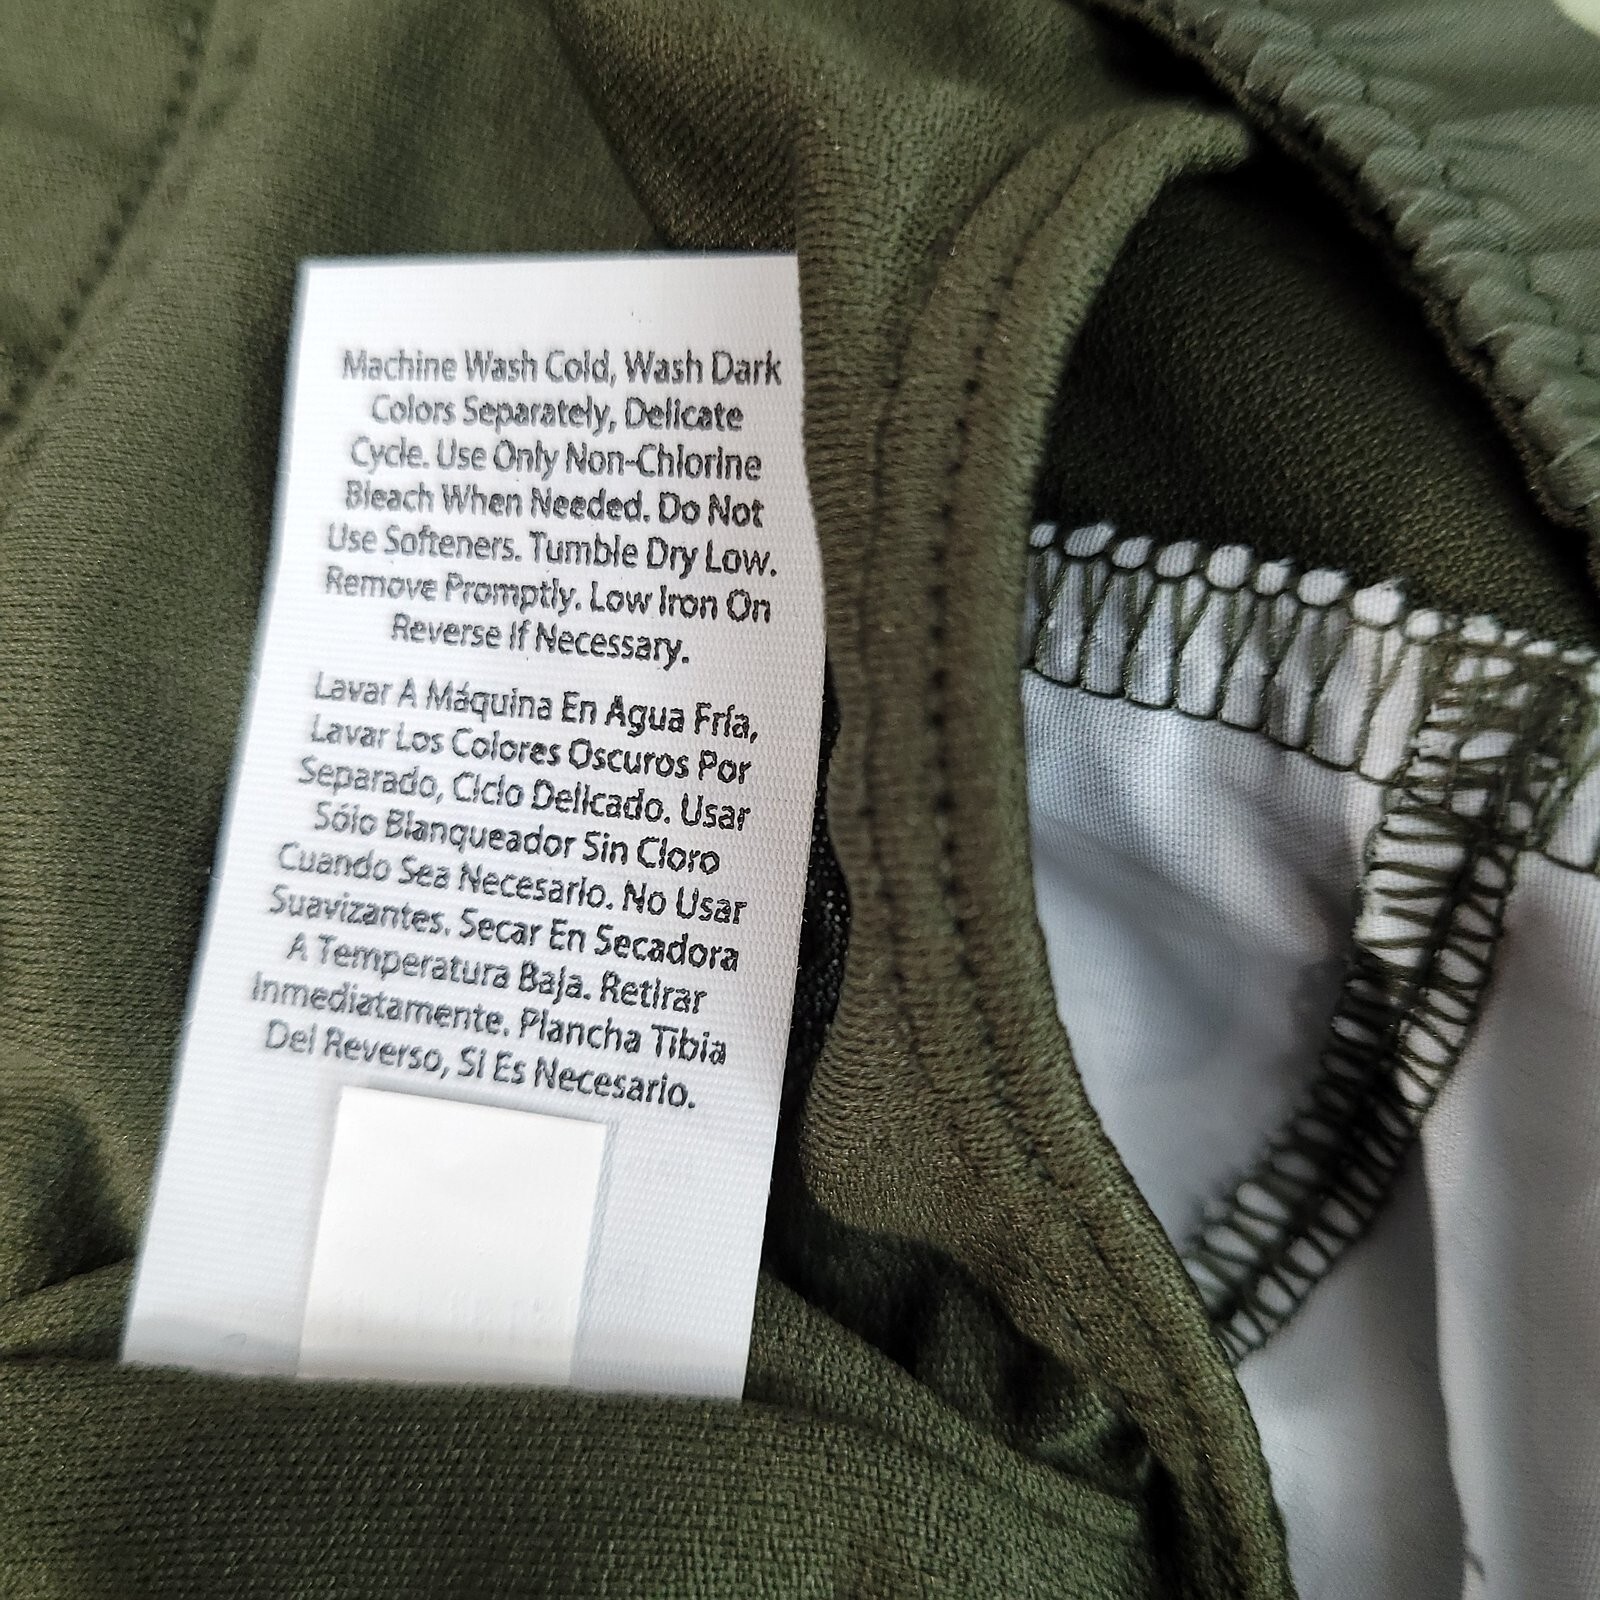 Machine Wash Cold, Wash Dark
Colors Separately, Delicate
Cycle. Use Only Non-Chlorine
Bleach When Needed. Do Not
Use Softeners. Tumble Dry Low.
Remove Promptly. Low Iron On
Reverse If Necessary.
Lavar A Máquina En Agua Fría,
Lavar Los Colores Oscuros Por
Separado, Ciclo Delicado. Usar
Sólo Blanqueador Sin Cloro
Cuando Sea Necesario. No Usar
Suavizantes. Secar En Secadora
A Temperatura Baja. Retirar
Inmediatamente. Plancha Tibia
Del Reverso, Si Es Necesario.